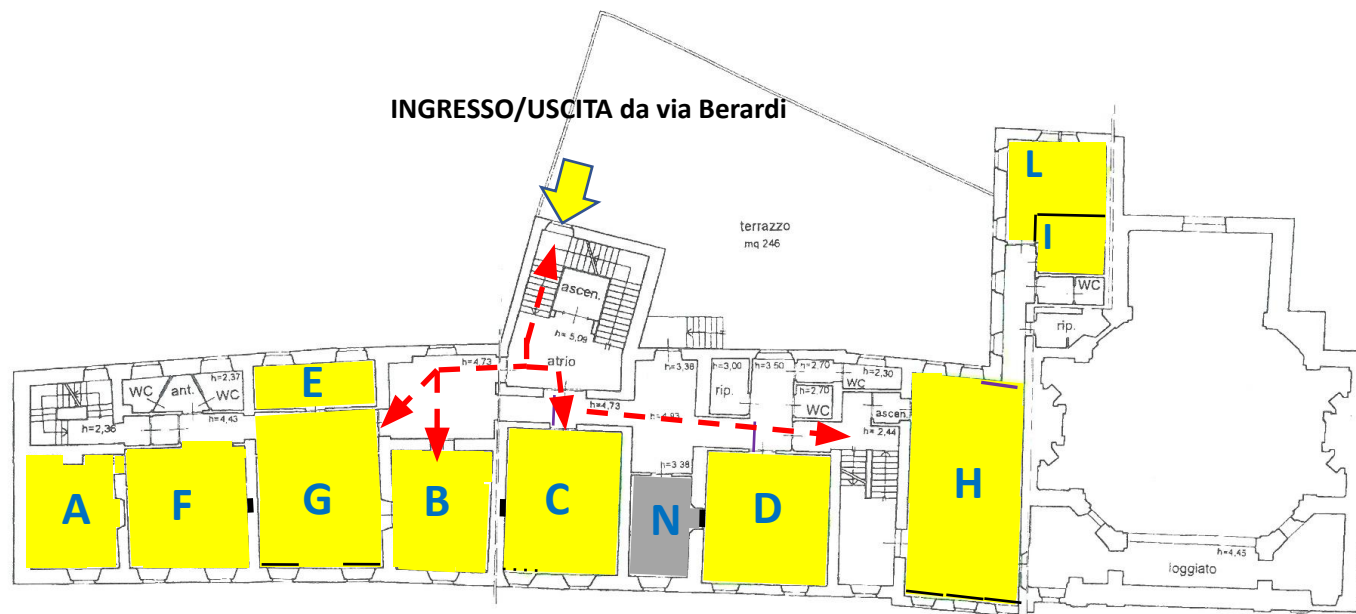 INGRESSO/USCITA da via Berardi
L
I
terrazzo
mq 246
WC
rip.
ascen.
h= 5,09
atrio
h=4,73
E
WC
ant.
h=2,37
WC
h=3,36
h=3,00
h=3.50
h=2,70
h=2,30
WC
rip.
h=2,70
WC
ascen.
h=2,36
h=4,43
h=4,73
h=4,93
h= 2,44
h=3.38
A
F
G
B
C
N
D
H
h=4,45
loggiato